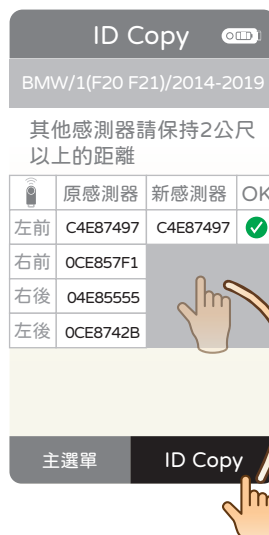 ID Copy
BMW/1(F20 F21)/2014-2019
其他感測器請保持2公尺
以上的距離
原感測器 新感測器 OK
左前 C4E87497 C4E87497
右前 0CE857F1
右後 04E85555
左後 0CE8742B
主選單 ID Copy